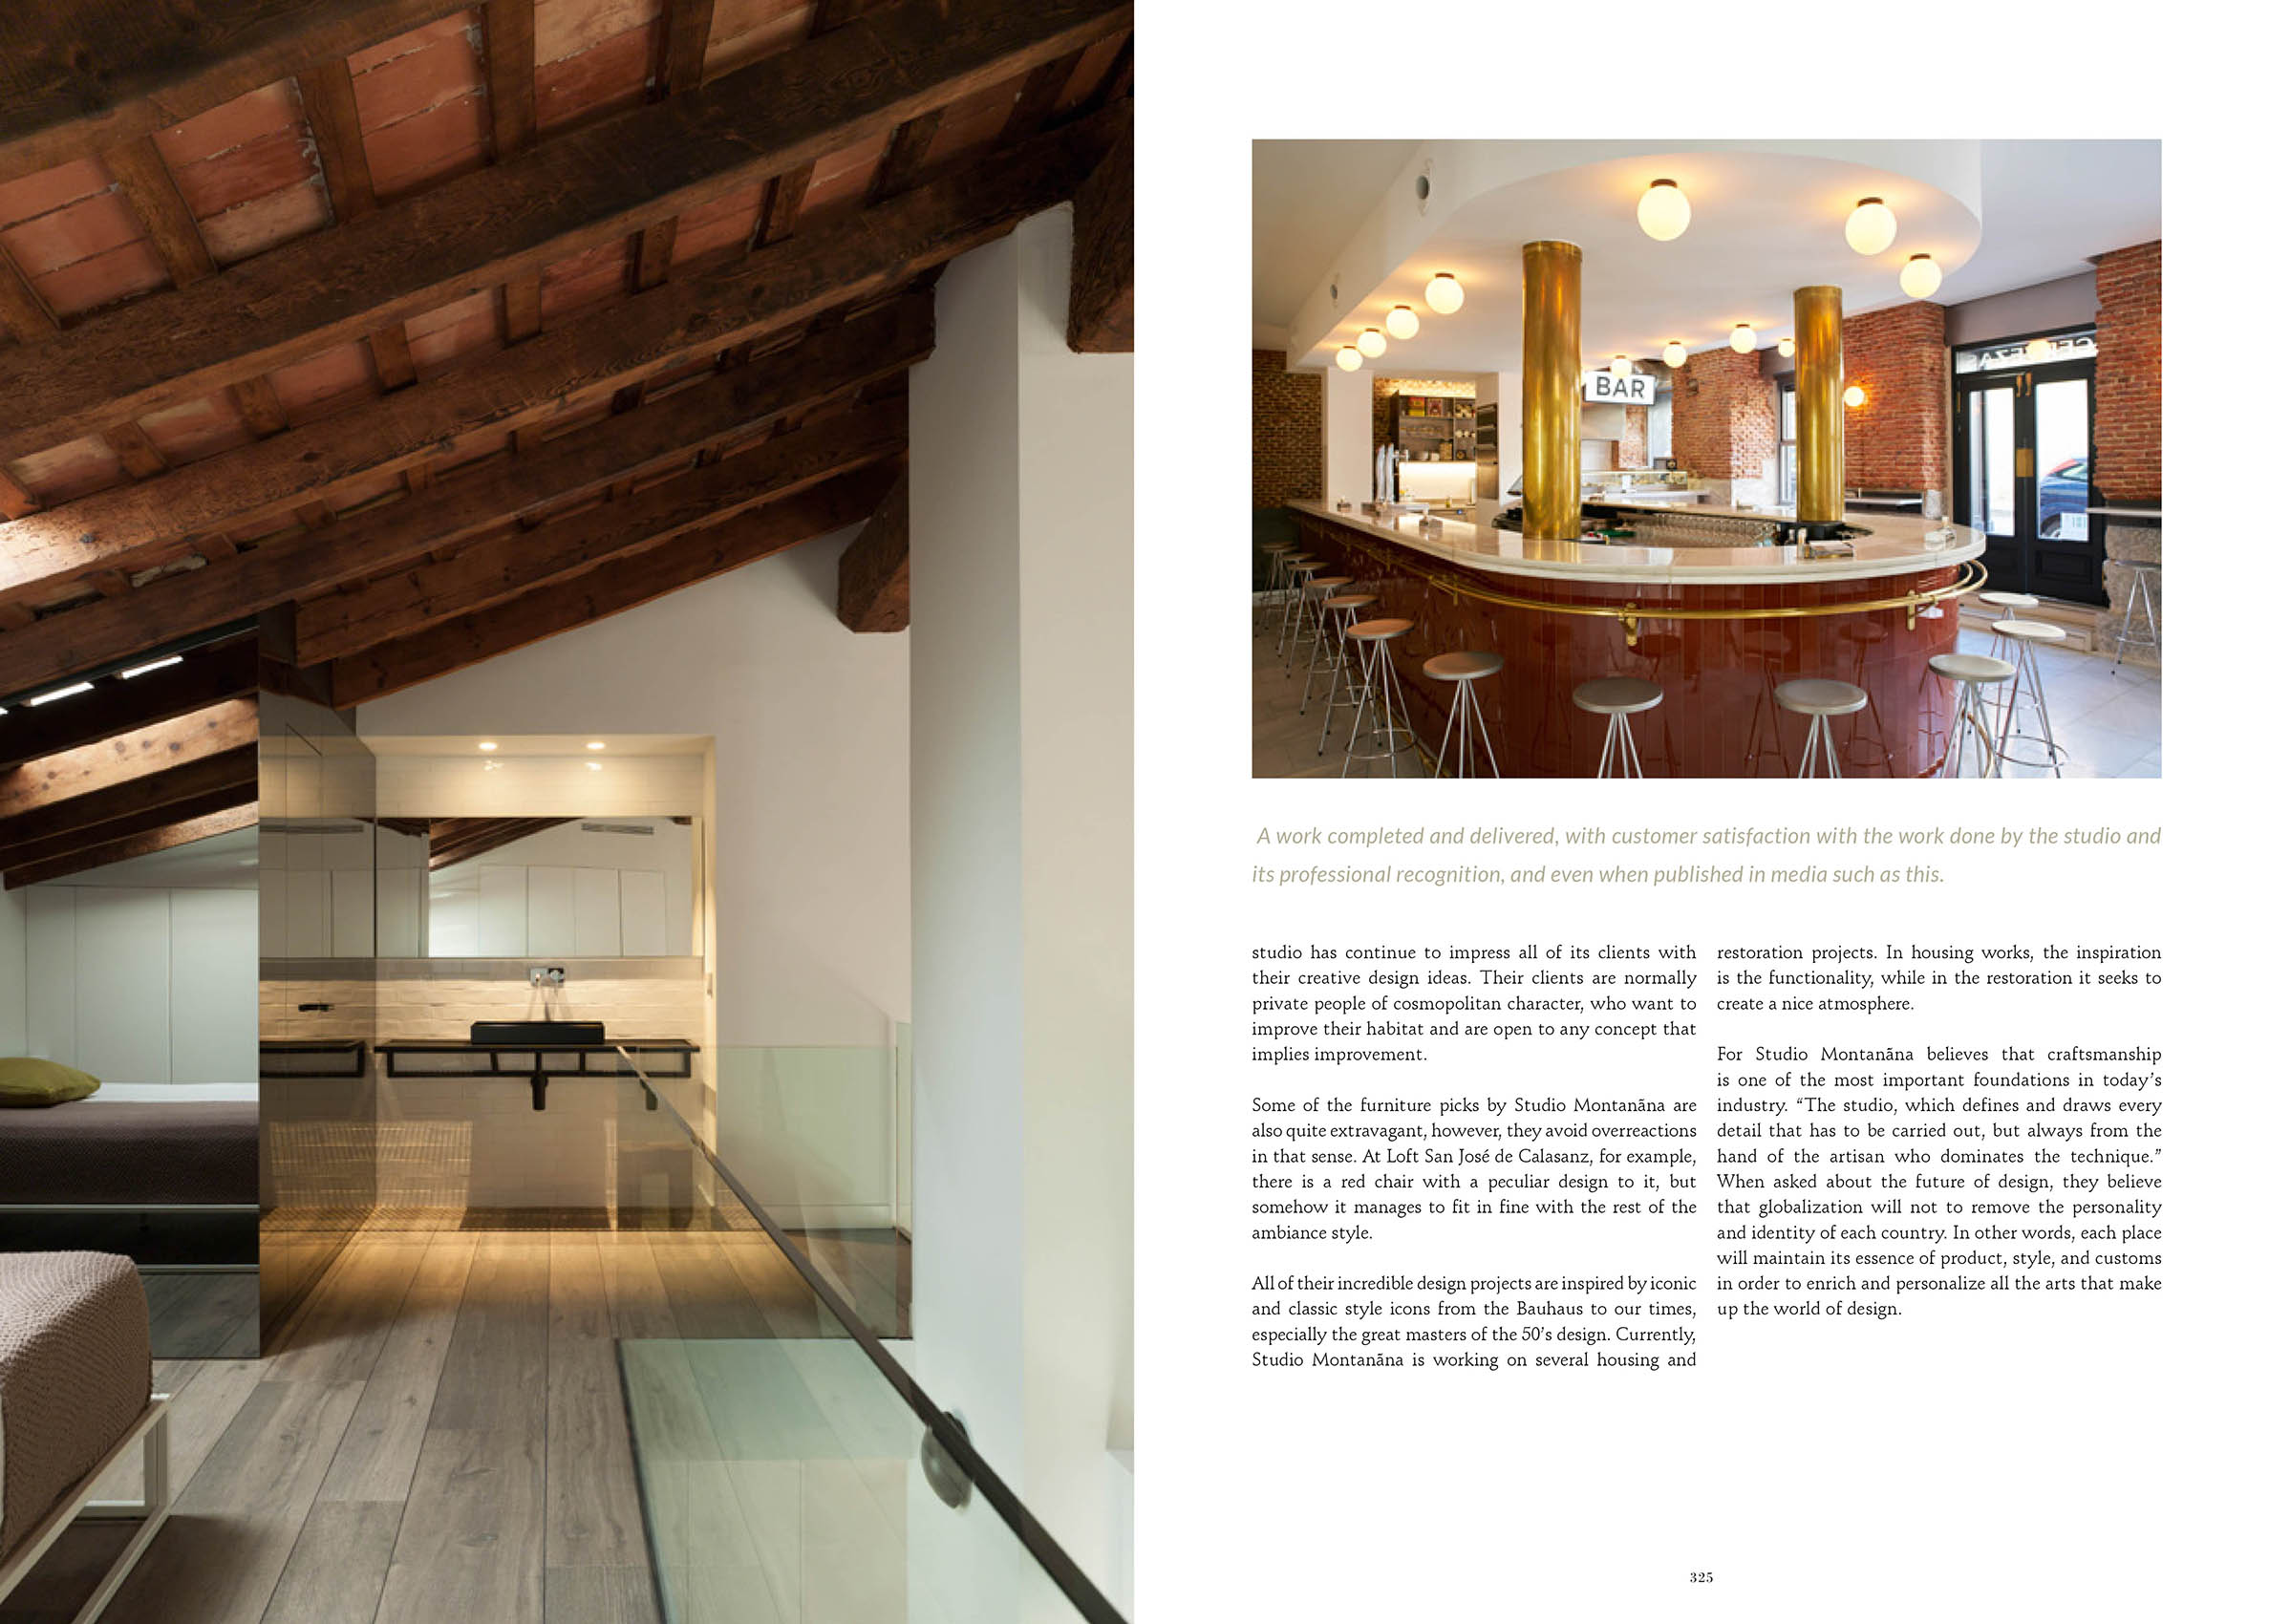 CERVEZAS
BAR
A work completed and delivered, with customer satisfaction with the work done by the studio and
its professional recognition, and even when published in media such as this.
studio has continue to impress all of its clients with
their creative design ideas. Their clients are normally
private people of cosmopolitan character, who want to
improve their habitat and are open to any concept that
implies improvement.
Some of the furniture picks by Studio Montanãna are
also quite extravagant, however, they avoid overreactions
in that sense. At Loft San José de Calasanz, for example,
there is a red chair with a peculiar design to it, but
somehow it manages to fit in fine with the rest of the
ambiance style.
All of their incredible design projects are inspired by iconic
and classic style icons from the Bauhaus to our times,
especially the great masters of the 50's design. Currently,
Studio Montanãna is working on several housing and
restoration projects. In housing works, the inspiration
is the functionality, while in the restoration it seeks to
create a nice atmosphere.
For Studio Montanãna believes that craftsmanship
is one of the most important foundations in today's
industry. “The studio, which defines and draws every
detail that has to be carried out, but always from the
hand of the artisan who dominates the technique.”
When asked about the future of design, they believe
that globalization will not to remove the personality
and identity of each country. In other words, each place
will maintain its essence of product, style, and customs
in order to enrich and personalize all the arts that make
up the world of design.
325